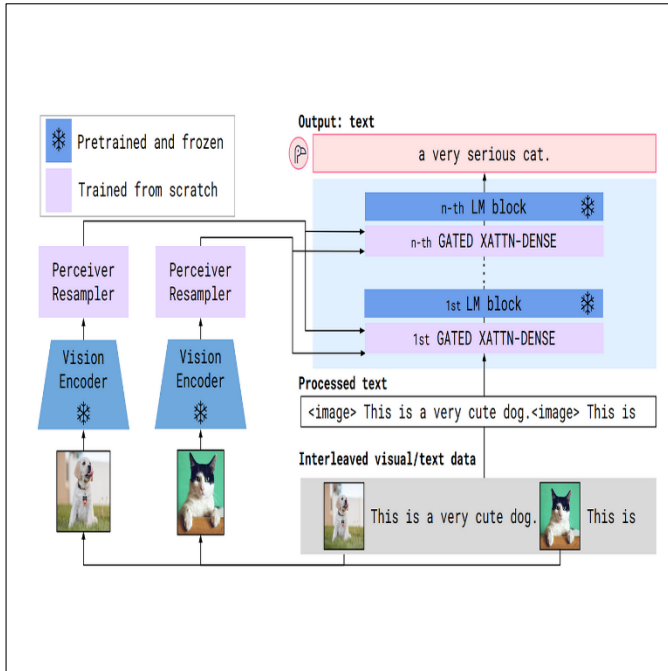 Output: text
a very serious cat.
Pretrained and frozen
Trained from scratch
n-th LM block
n-th GATED XATTN-DENSE
1st LM block
1st GATED XATTN-DENSE
Perceiver
Resampler
Perceiver
Resampler
Vision
Encoder
Vision
Encoder
Processed text
<image> This is a very cute dog.<image> This is
Interleaved visual/text data
This is a very cute dog.
This is